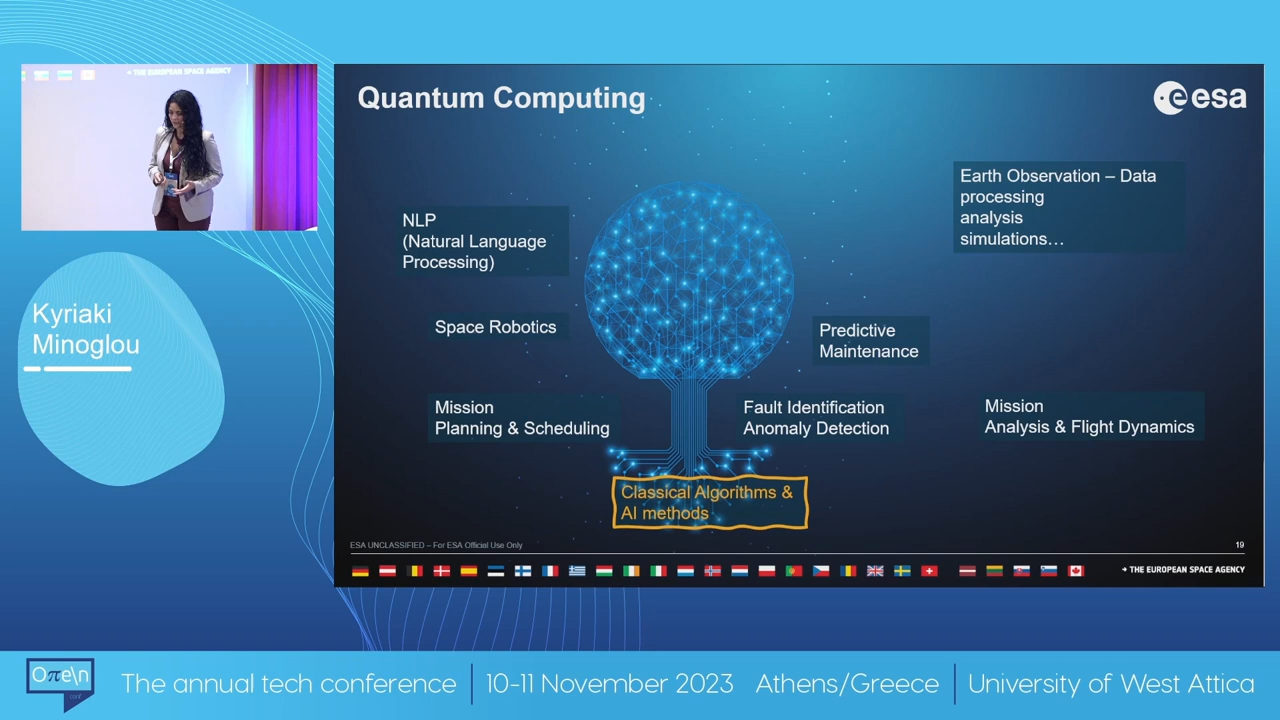 → THE EUROPEAN SPACE AGENCY
Kyriaki
Minoglou
Quantum Computing
esa
NLP
(Natural Language
Processing)
Earth Observation – Data
processing
analysis
simulations…
Space Robotics
Predictive
Maintenance
Mission
Planning & Scheduling
Fault Identification
Anomaly Detection
Mission
Analysis & Flight Dynamics
Classical Algorithms &
AI methods
ESA UNCLASSIFIED – For ESA Official Use Only
19
→ THE EUROPEAN SPACE AGENCY
Oπe\n
conf
The annual tech conference
10-11 November 2023
Athens/Greece
University of West Attica